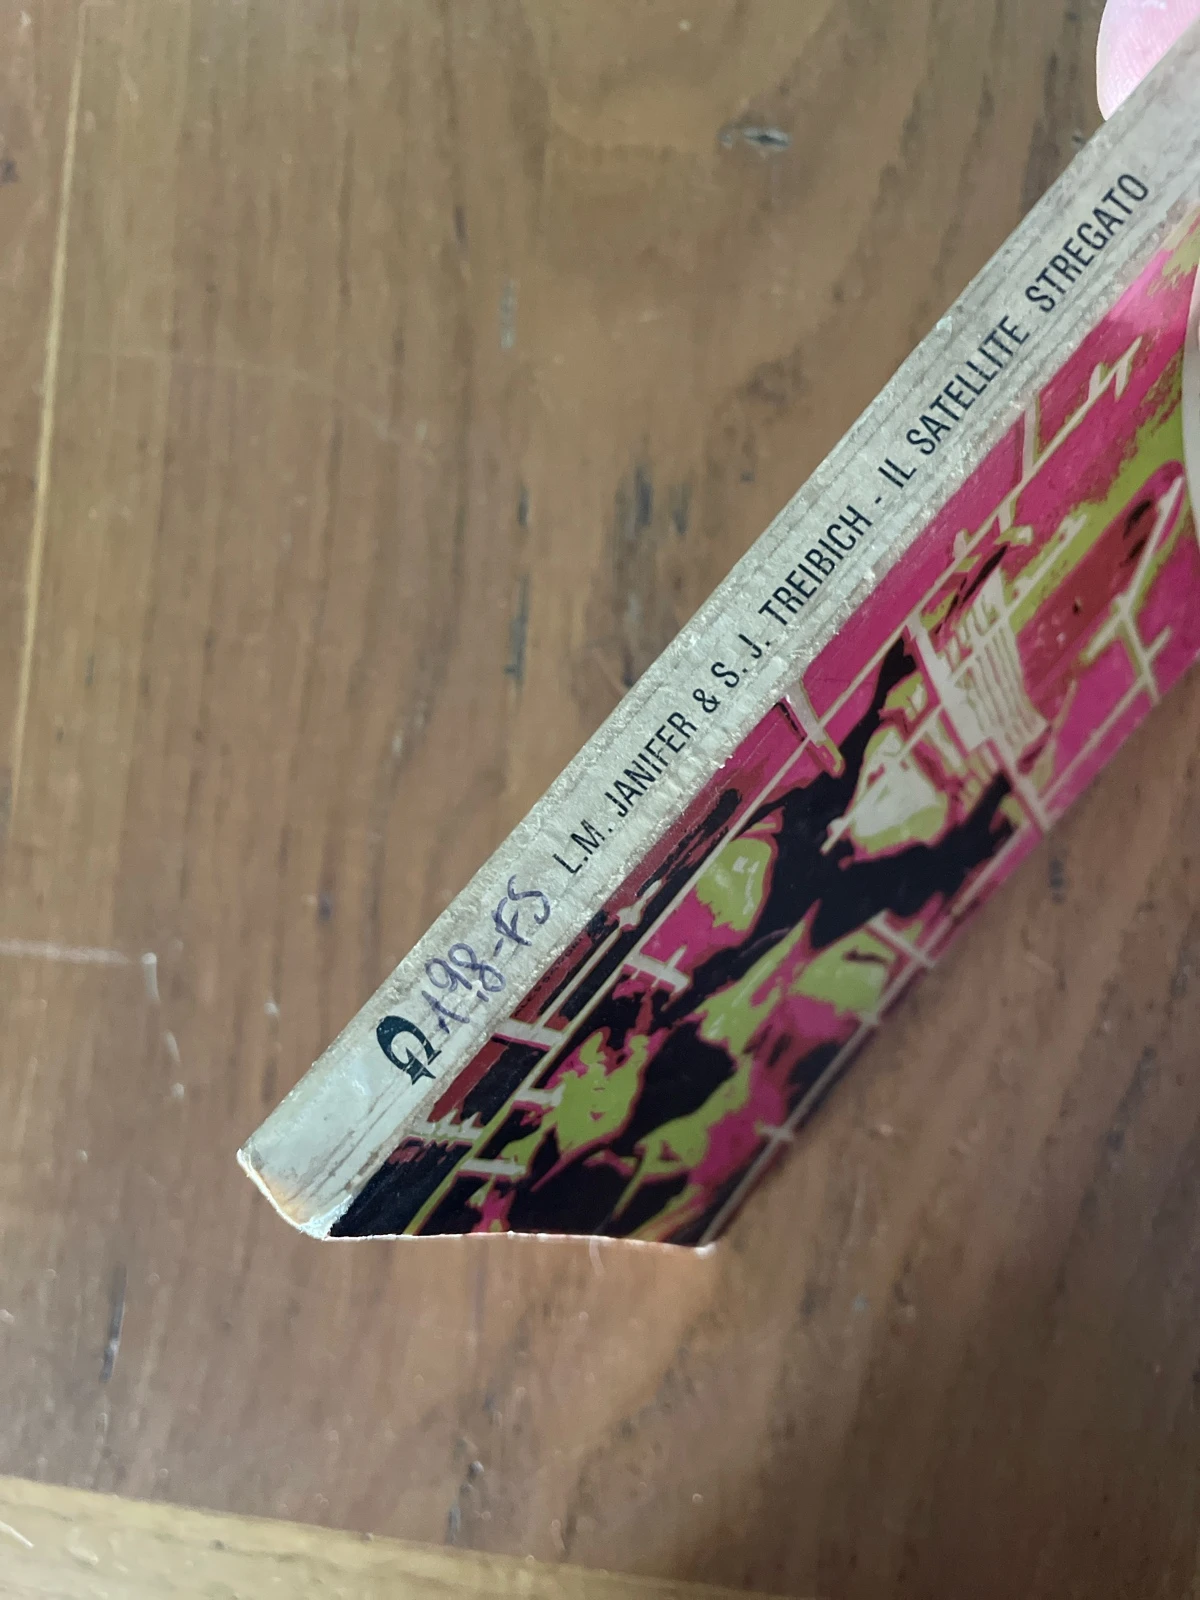 198-FS L.M. JANIFER & S. J. TREIBICH - IL SATELLITE STREGATO